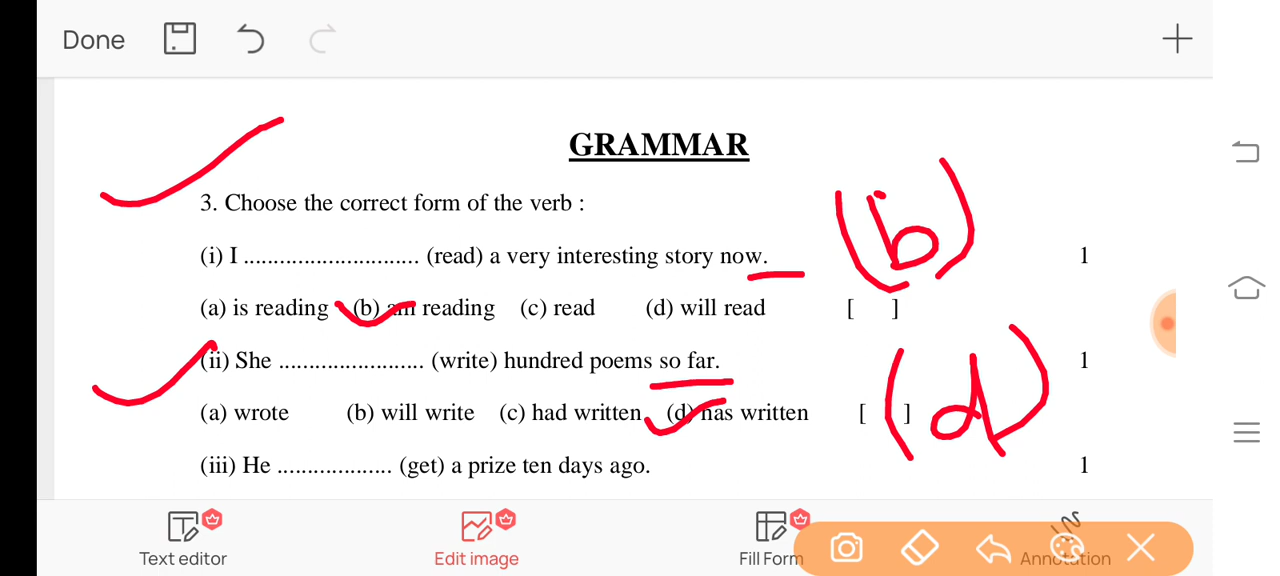 Done
GRAMMAR
3. Choose the correct form of the verb :
(i) I ............................. (read) a very interesting story now. 1
(b)
(a) is reading (b) am reading (c) read (d) will read [ ]
(ii) She ........................ (write) hundred poems so far. 1
(a) wrote (b) will write (c) had written (d) has written [ ]
(d)
(iii) He ................... (get) a prize ten days ago. 1
Text editor Edit image Fill Form Annotation